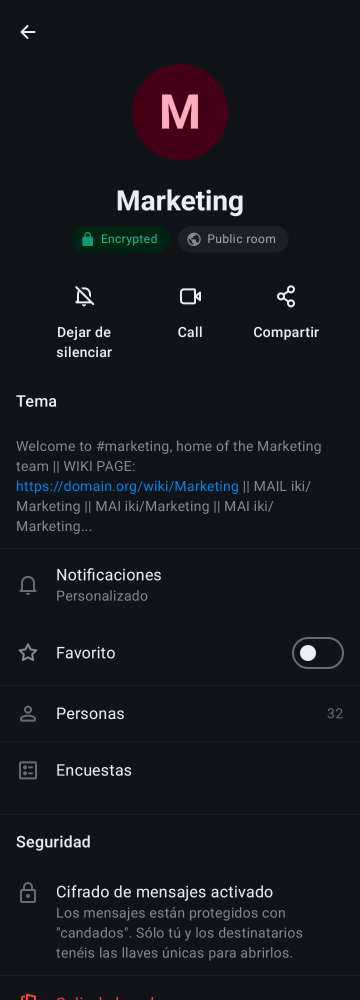 M
Marketing
Encrypted
Public room
Dejar de
silenciar
Call
Compartir
Tema
Welcome to #marketing, home of the Marketing
team || WIKI PAGE:
https://domain.org/wiki/Marketing || MAIL iki/
Marketing || MAI iki/Marketing || MAI iki/
Marketing...
Notificaciones
Personalizado
Favorito
Personas
32
Encuestas
Seguridad
Cifrado de mensajes activado
Los mensajes están protegidos con
"candados". Sólo tú y los destinatarios
tenéis las llaves únicas para abrirlos.